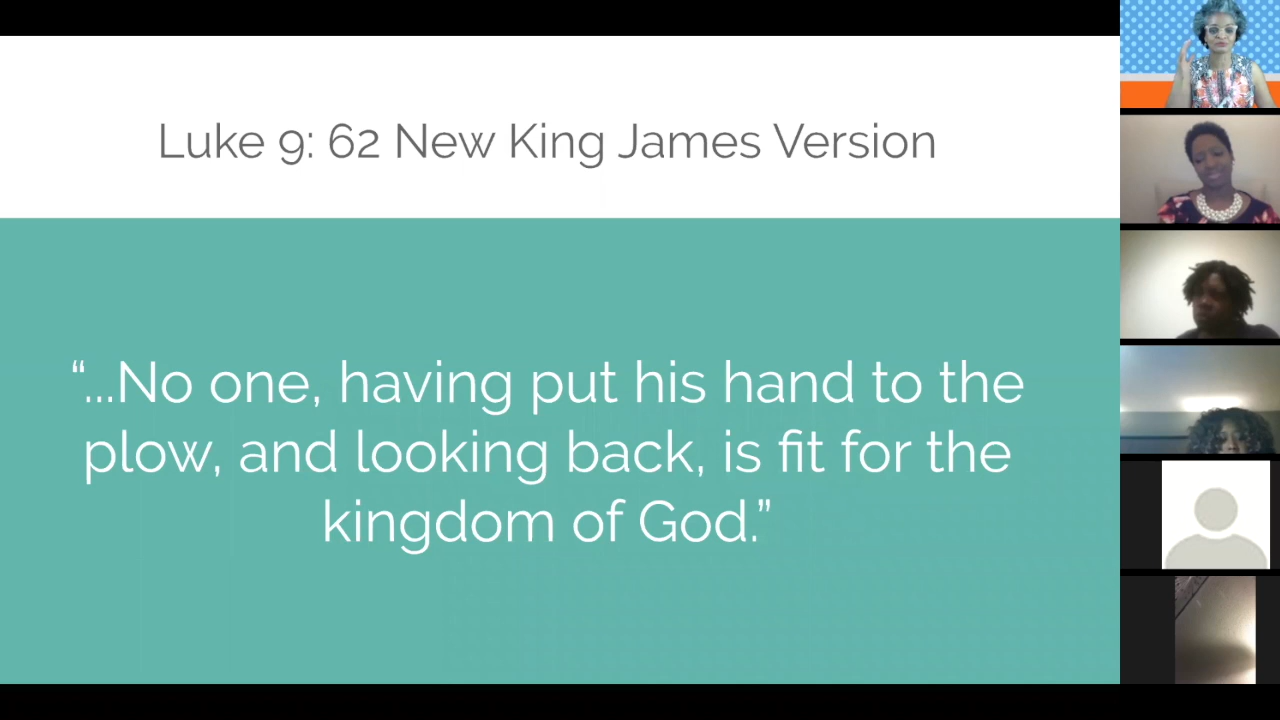 Luke 9: 62 New King James Version
“...No one, having put his hand to the
plow, and looking back, is fit for the
kingdom of God.”